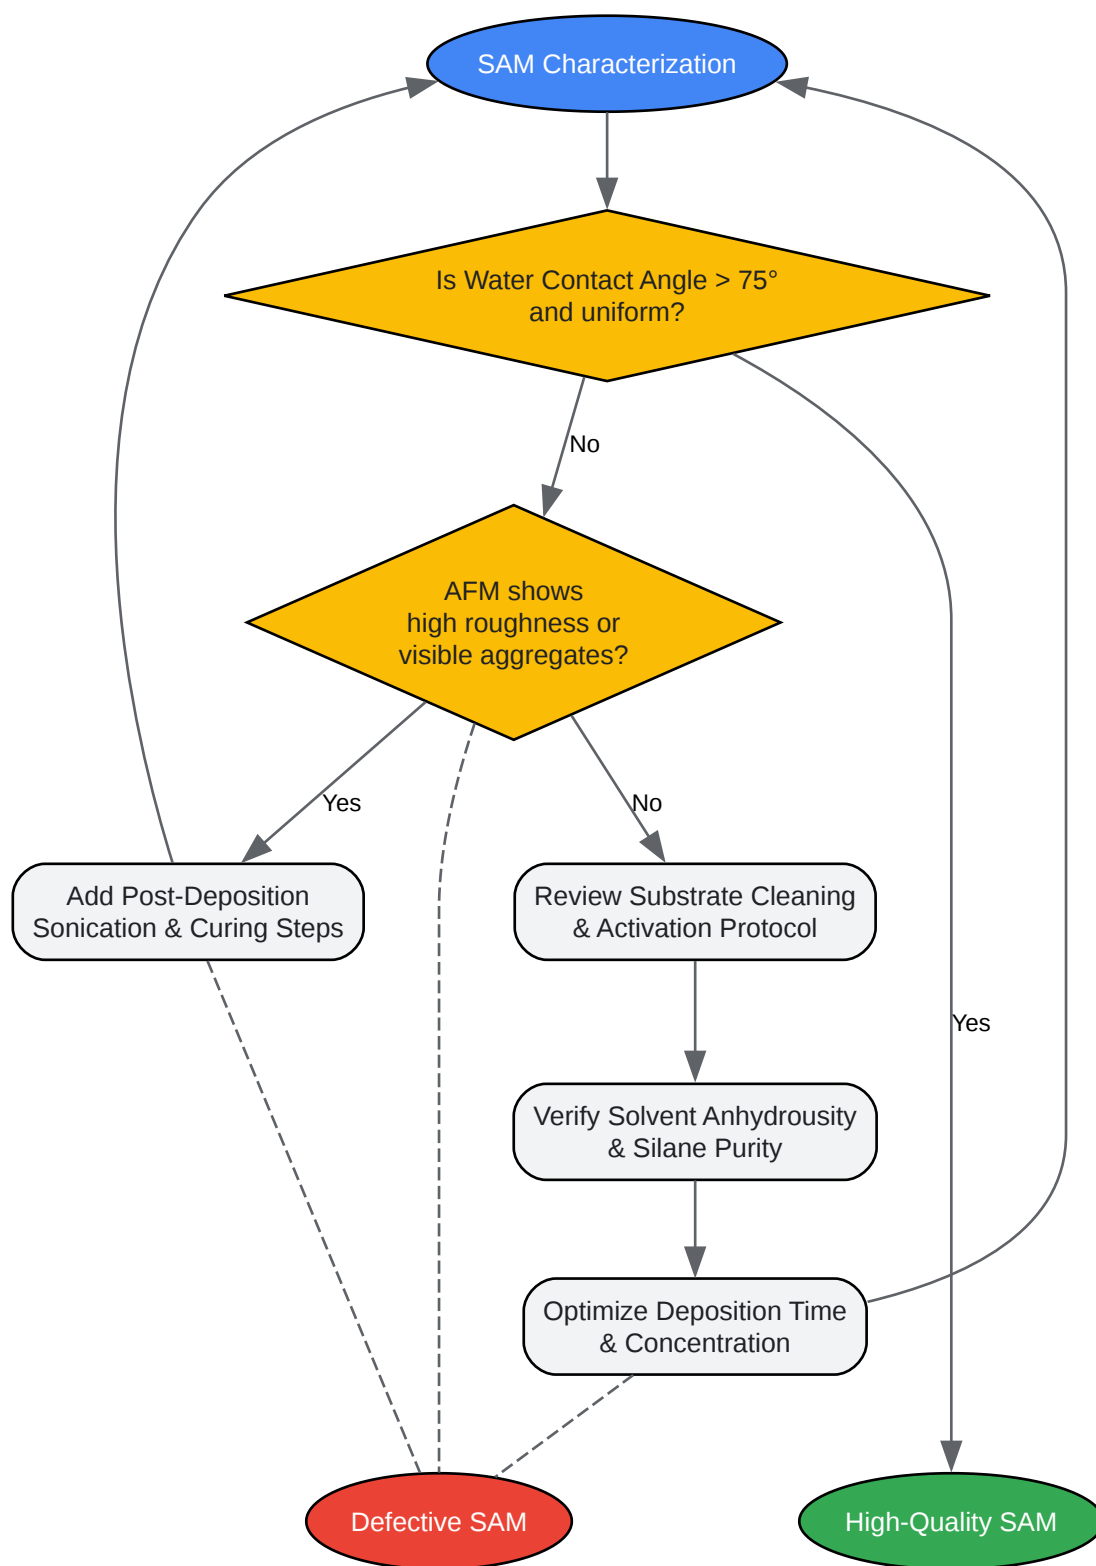 SAM Characterization
Is Water Contact Angle > 75°
and uniform?
No
AFM shows
high roughness or
visible aggregates?
Yes
No
Add Post-Deposition
Sonication & Curing Steps
Review Substrate Cleaning
& Activation Protocol
Yes
Verify Solvent Anhydrousity
& Silane Purity
Optimize Deposition Time
& Concentration
Defective SAM
High-Quality SAM